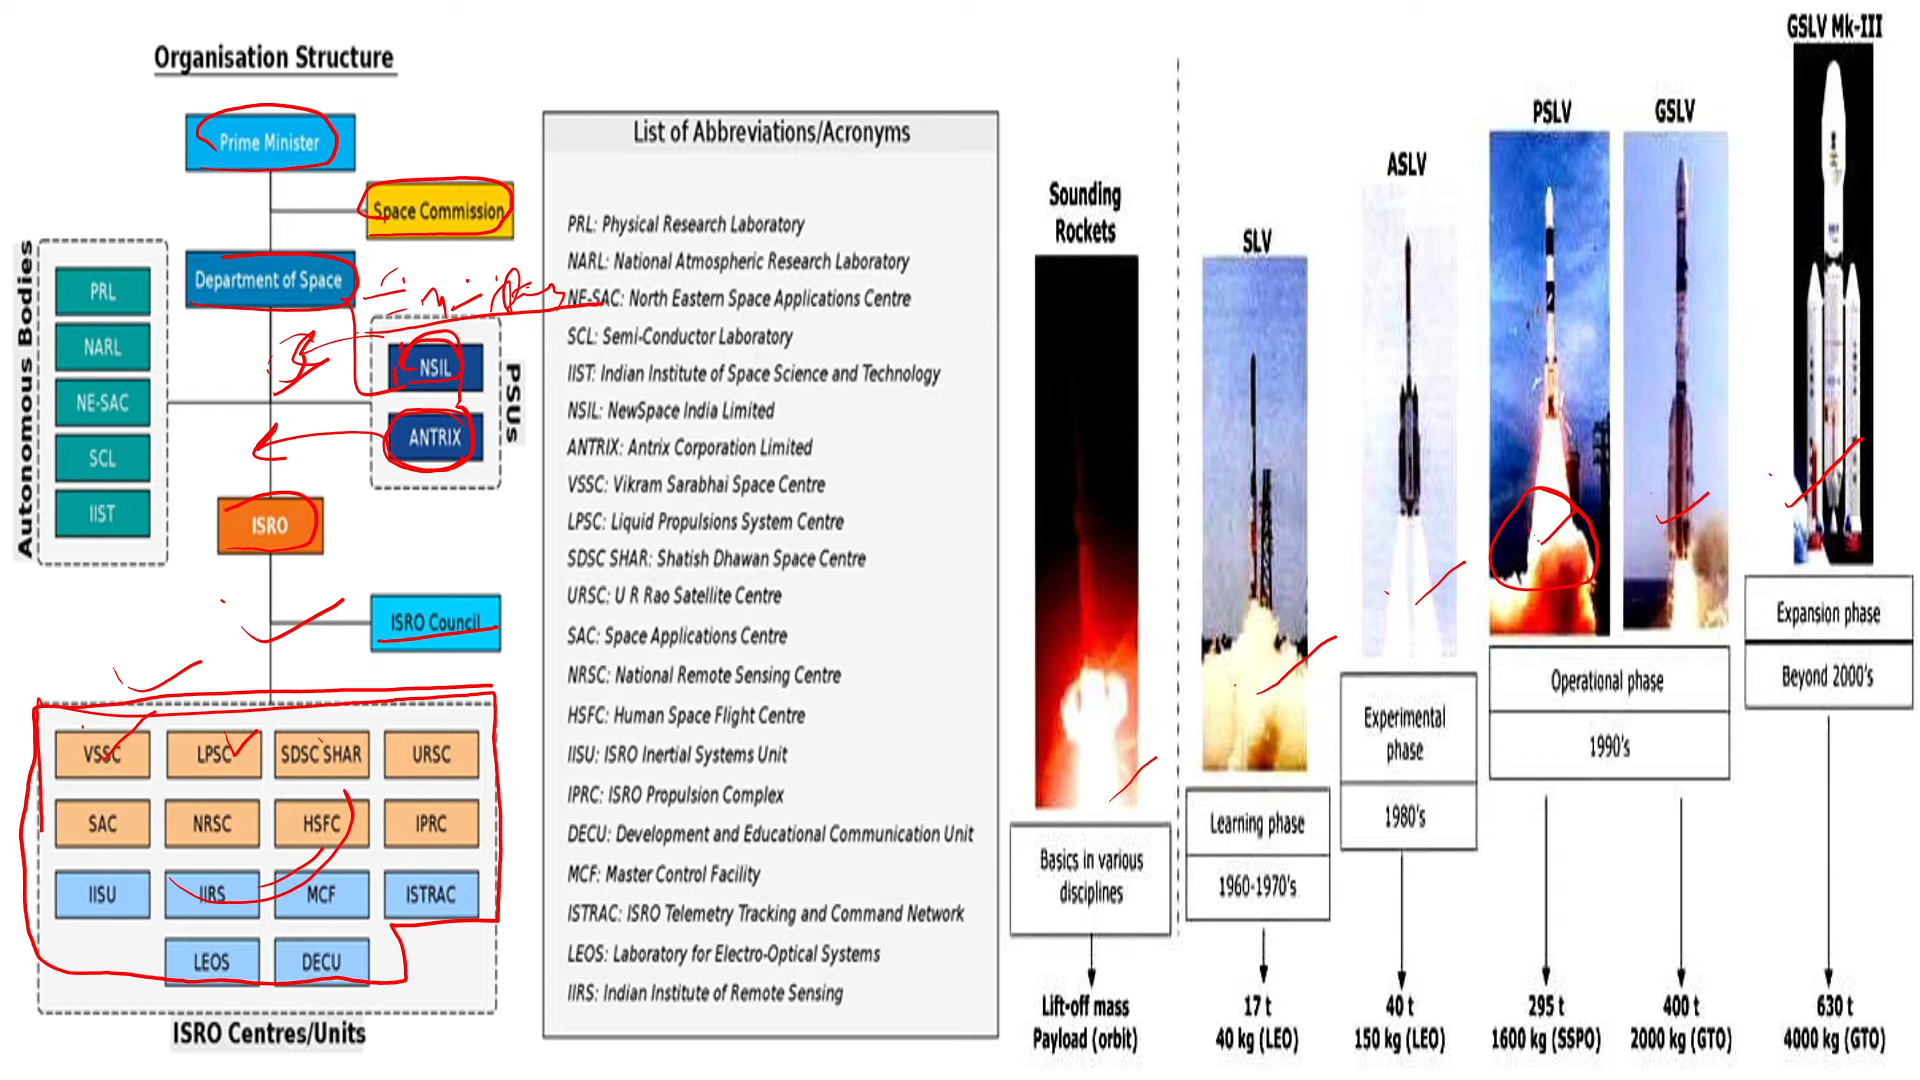 Organisation Structure
Prime Minister
Space Commission
Department of Space
Autonomous Bodies
PRL
NARL
NE-SAC
SCL
IIST
NSIL
ANTRIX
PSUs
ISRO
ISRO Council
VSSC
LPSC
SDSC SHAR
URSC
SAC
NRSC
HSFC
IPRC
IISU
IIRS
MCF
ISTRAC
LEOS
DECU
ISRO Centres/Units
List of Abbreviations/Acronyms
PRL: Physical Research Laboratory
NARL: National Atmospheric Research Laboratory
NE-SAC: North Eastern Space Applications Centre
SCL: Semi-Conductor Laboratory
IIST: Indian Institute of Space Science and Technology
NSIL: NewSpace India Limited
ANTRIX: Antrix Corporation Limited
VSSC: Vikram Sarabhai Space Centre
LPSC: Liquid Propulsions System Centre
SDSC SHAR: Shatish Dhawan Space Centre
URSC: U R Rao Satellite Centre
SAC: Space Applications Centre
NRSC: National Remote Sensing Centre
HSFC: Human Space Flight Centre
IISU: ISRO Inertial Systems Unit
IPRC: ISRO Propulsion Complex
DECU: Development and Educational Communication Unit
MCF: Master Control Facility
ISTRAC: ISRO Telemetry Tracking and Command Network
LEOS: Laboratory for Electro-Optical Systems
IIRS: Indian Institute of Remote Sensing
Sounding
Rockets
Basics in various
disciplines
Lift-off mass
Payload (orbit)
SLV
Learning phase
1960-1970's
17 t
40 kg (LEO)
ASLV
Experimental
phase
1980's
40 t
150 kg (LEO)
PSLV
GSLV
Operational phase
1990's
295 t
1600 kg (SSPO)
400 t
2000 kg (GTO)
GSLV Mk-III
Expansion phase
Beyond 2000's
630 t
4000 kg (GTO)